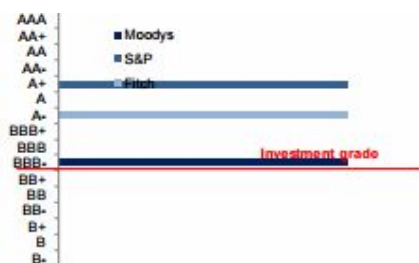 AAA
AA+
AA
AA-
A+
A
A-
BBB+
BBB
BBB-
BB+
BB
BB-
B+
B
B-
Moodys
S&P
Fitch
Investment grade